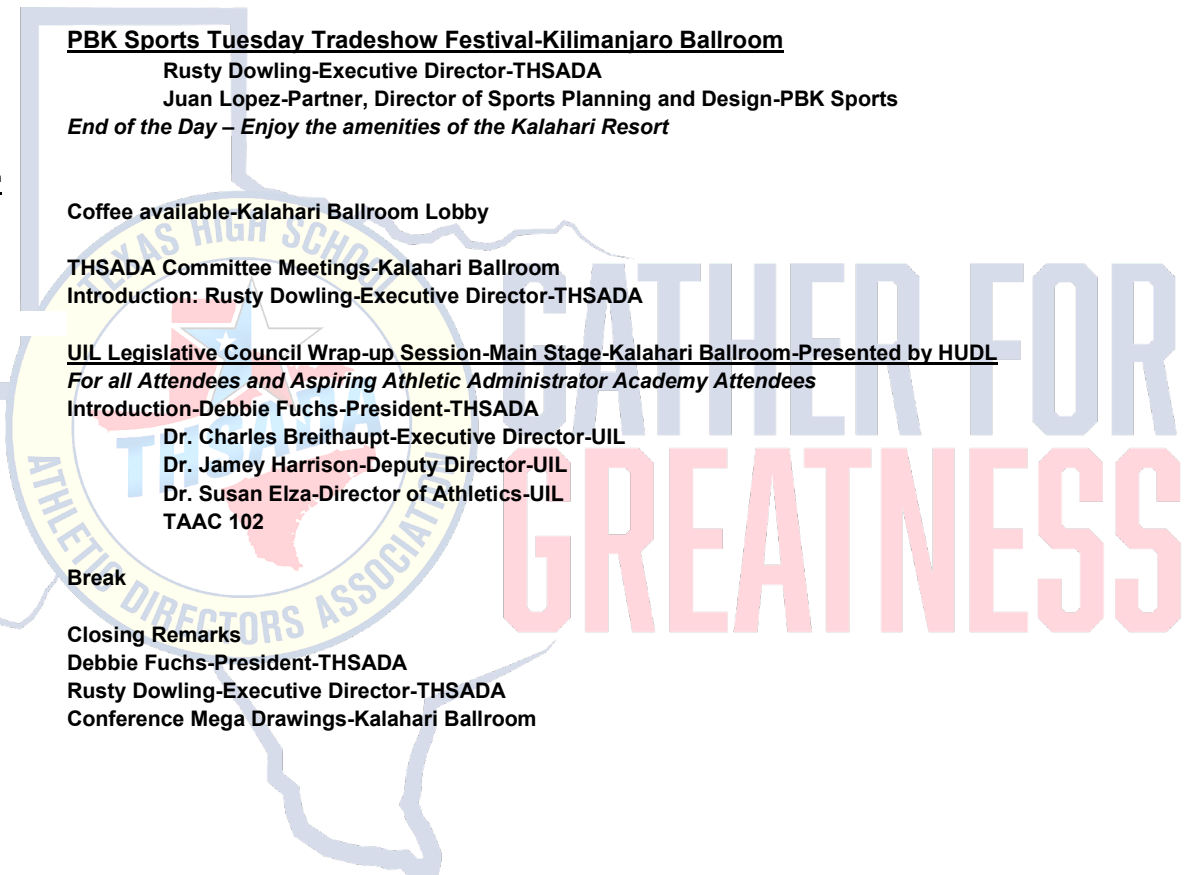 PBK Sports Tuesday Tradeshow Festival-Kilimanjaro Ballroom
Rusty Dowling-Executive Director-THSADA
Juan Lopez-Partner, Director of Sports Planning and Design-PBK Sports
End of the Day – Enjoy the amenities of the Kalahari Resort
Coffee available-Kalahari Ballroom Lobby
THSADA Committee Meetings-Kalahari Ballroom
Introduction: Rusty Dowling-Executive Director-THSADA
UIL Legislative Council Wrap-up Session-Main Stage-Kalahari Ballroom-Presented by HUDL
For all Attendees and Aspiring Athletic Administrator Academy Attendees
Introduction-Debbie Fuchs-President-THSADA
Dr. Charles Breithaupt-Executive Director-UIL
Dr. Jamey Harrison-Deputy Director-UIL
Dr. Susan Elza-Director of Athletics-UIL
TAAC 102
Break
Closing Remarks
Debbie Fuchs-President-THSADA
Rusty Dowling-Executive Director-THSADA
Conference Mega Drawings-Kalahari Ballroom
TEXAS HIGH SCHOOL
THSADA
ATHLETIC DIRECTORS ASSOCIATION
GATHER FOR
GREATNESS